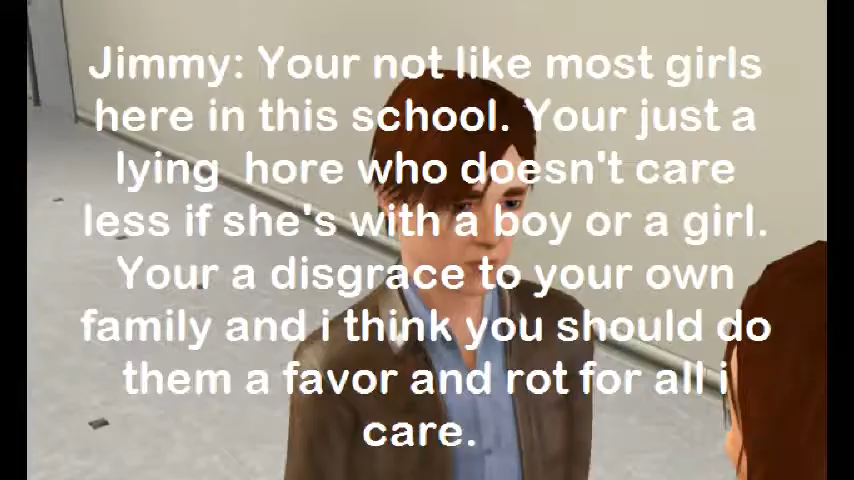 Jimmy: Your not like most girls
here in this school. Your just a
lying  hore who doesn't care
less if she's with a boy or a girl.
Your a disgrace to your own
family and i think you should do
them a favor and rot for all i
care.